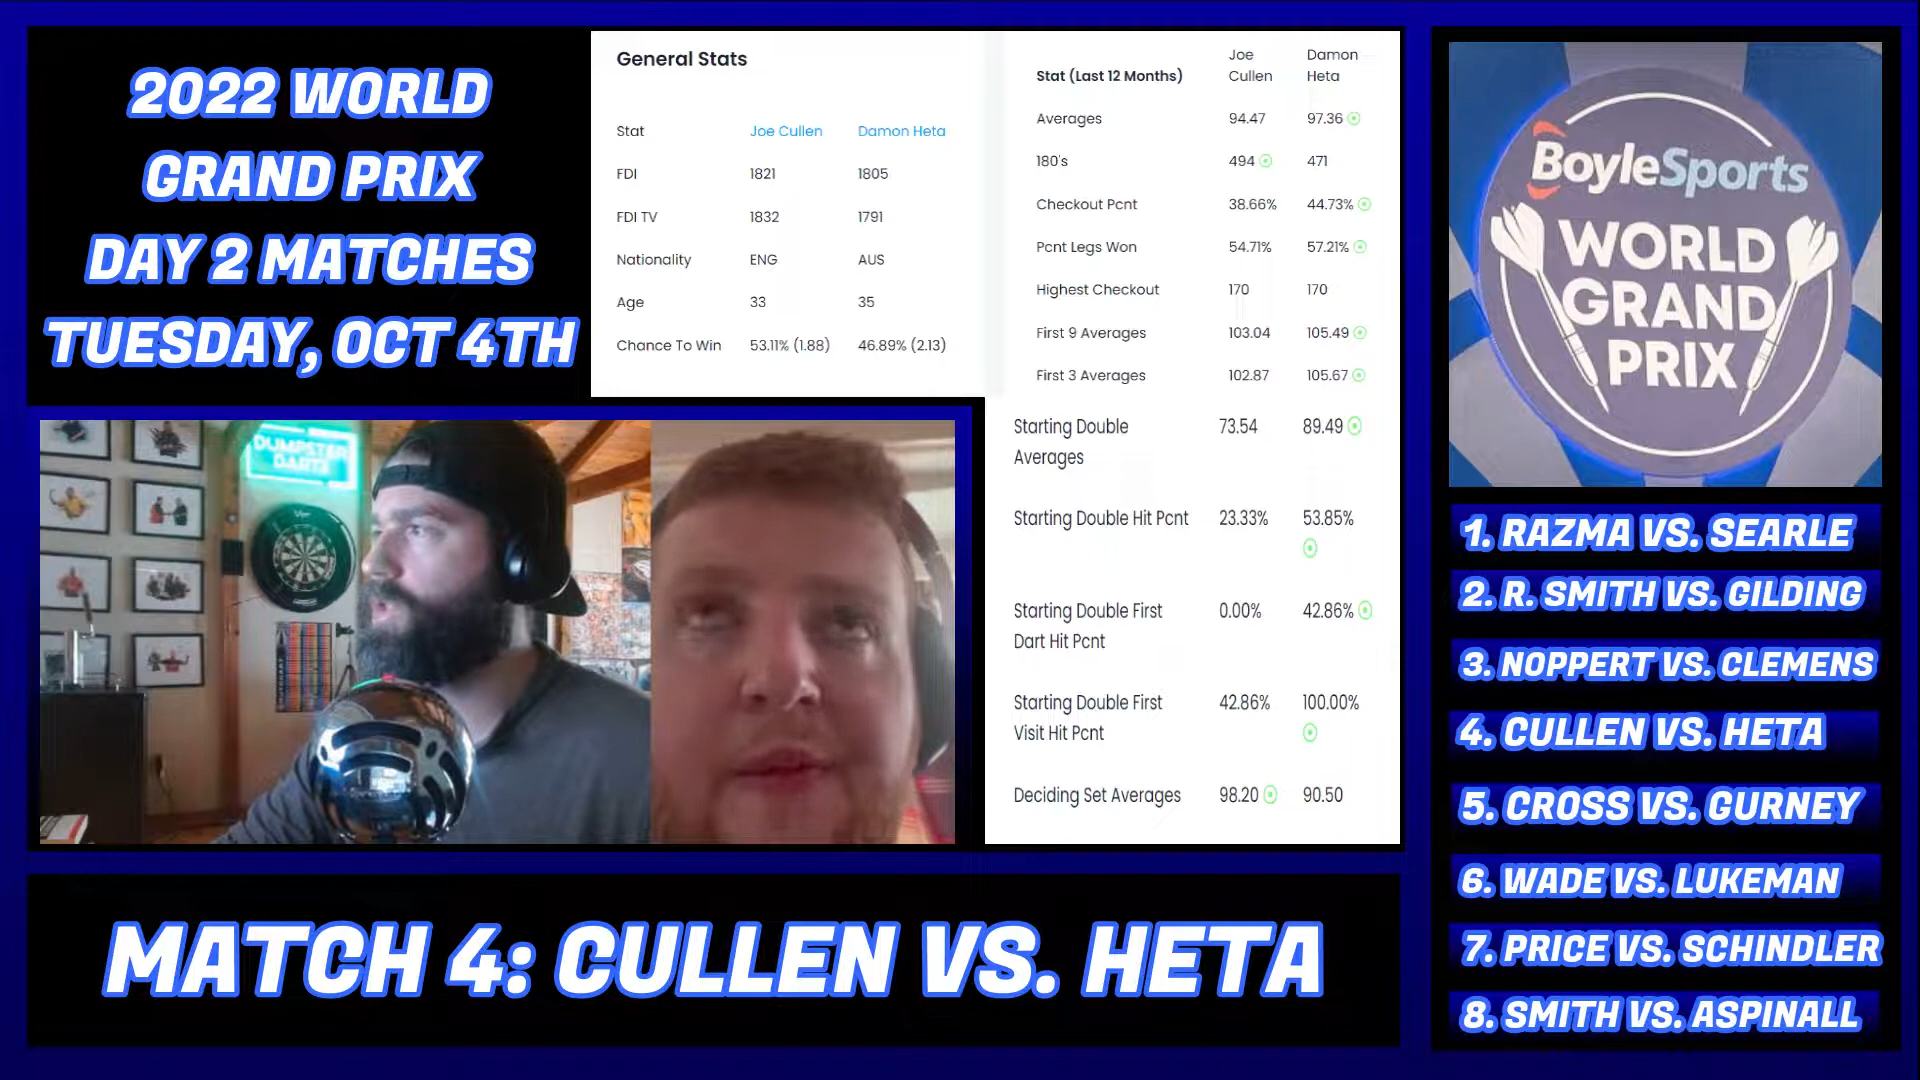 2022 WORLD
GRAND PRIX
DAY 2 MATCHES
TUESDAY, OCT 4TH
General Stats
Stat Joe Cullen Damon Heta
FDI 1821 1805
FDI TV 1832 1791
Nationality ENG AUS
Age 33 35
Chance To Win 53.11% (1.88) 46.89% (2.13)
Joe Damon
Stat (Last 12 Months) Cullen Heta
Averages 94.47 97.36
180's 494 471
Checkout Pcnt 38.66% 44.73%
Pcnt Legs Won 54.71% 57.21%
Highest Checkout 170 170
First 9 Averages 103.04 105.49
First 3 Averages 102.87 105.67
Starting Double 73.54 89.49
Averages
Starting Double Hit Pcnt 23.33% 53.85%
Starting Double First 0.00% 42.86%
Dart Hit Pcnt
Starting Double First 42.86% 100.00%
Visit Hit Pcnt
Deciding Set Averages 98.20 90.50
BoyleSports
WORLD
GRAND
PRIX
1. RAZMA VS. SEARLE
2. R. SMITH VS. GILDING
3. NOPPERT VS. CLEMENS
4. CULLEN VS. HETA
5. CROSS VS. GURNEY
6. WADE VS. LUKEMAN
7. PRICE VS. SCHINDLER
8. SMITH VS. ASPINALL
DUMPSTER
DARTS
MATCH 4: CULLEN VS. HETA